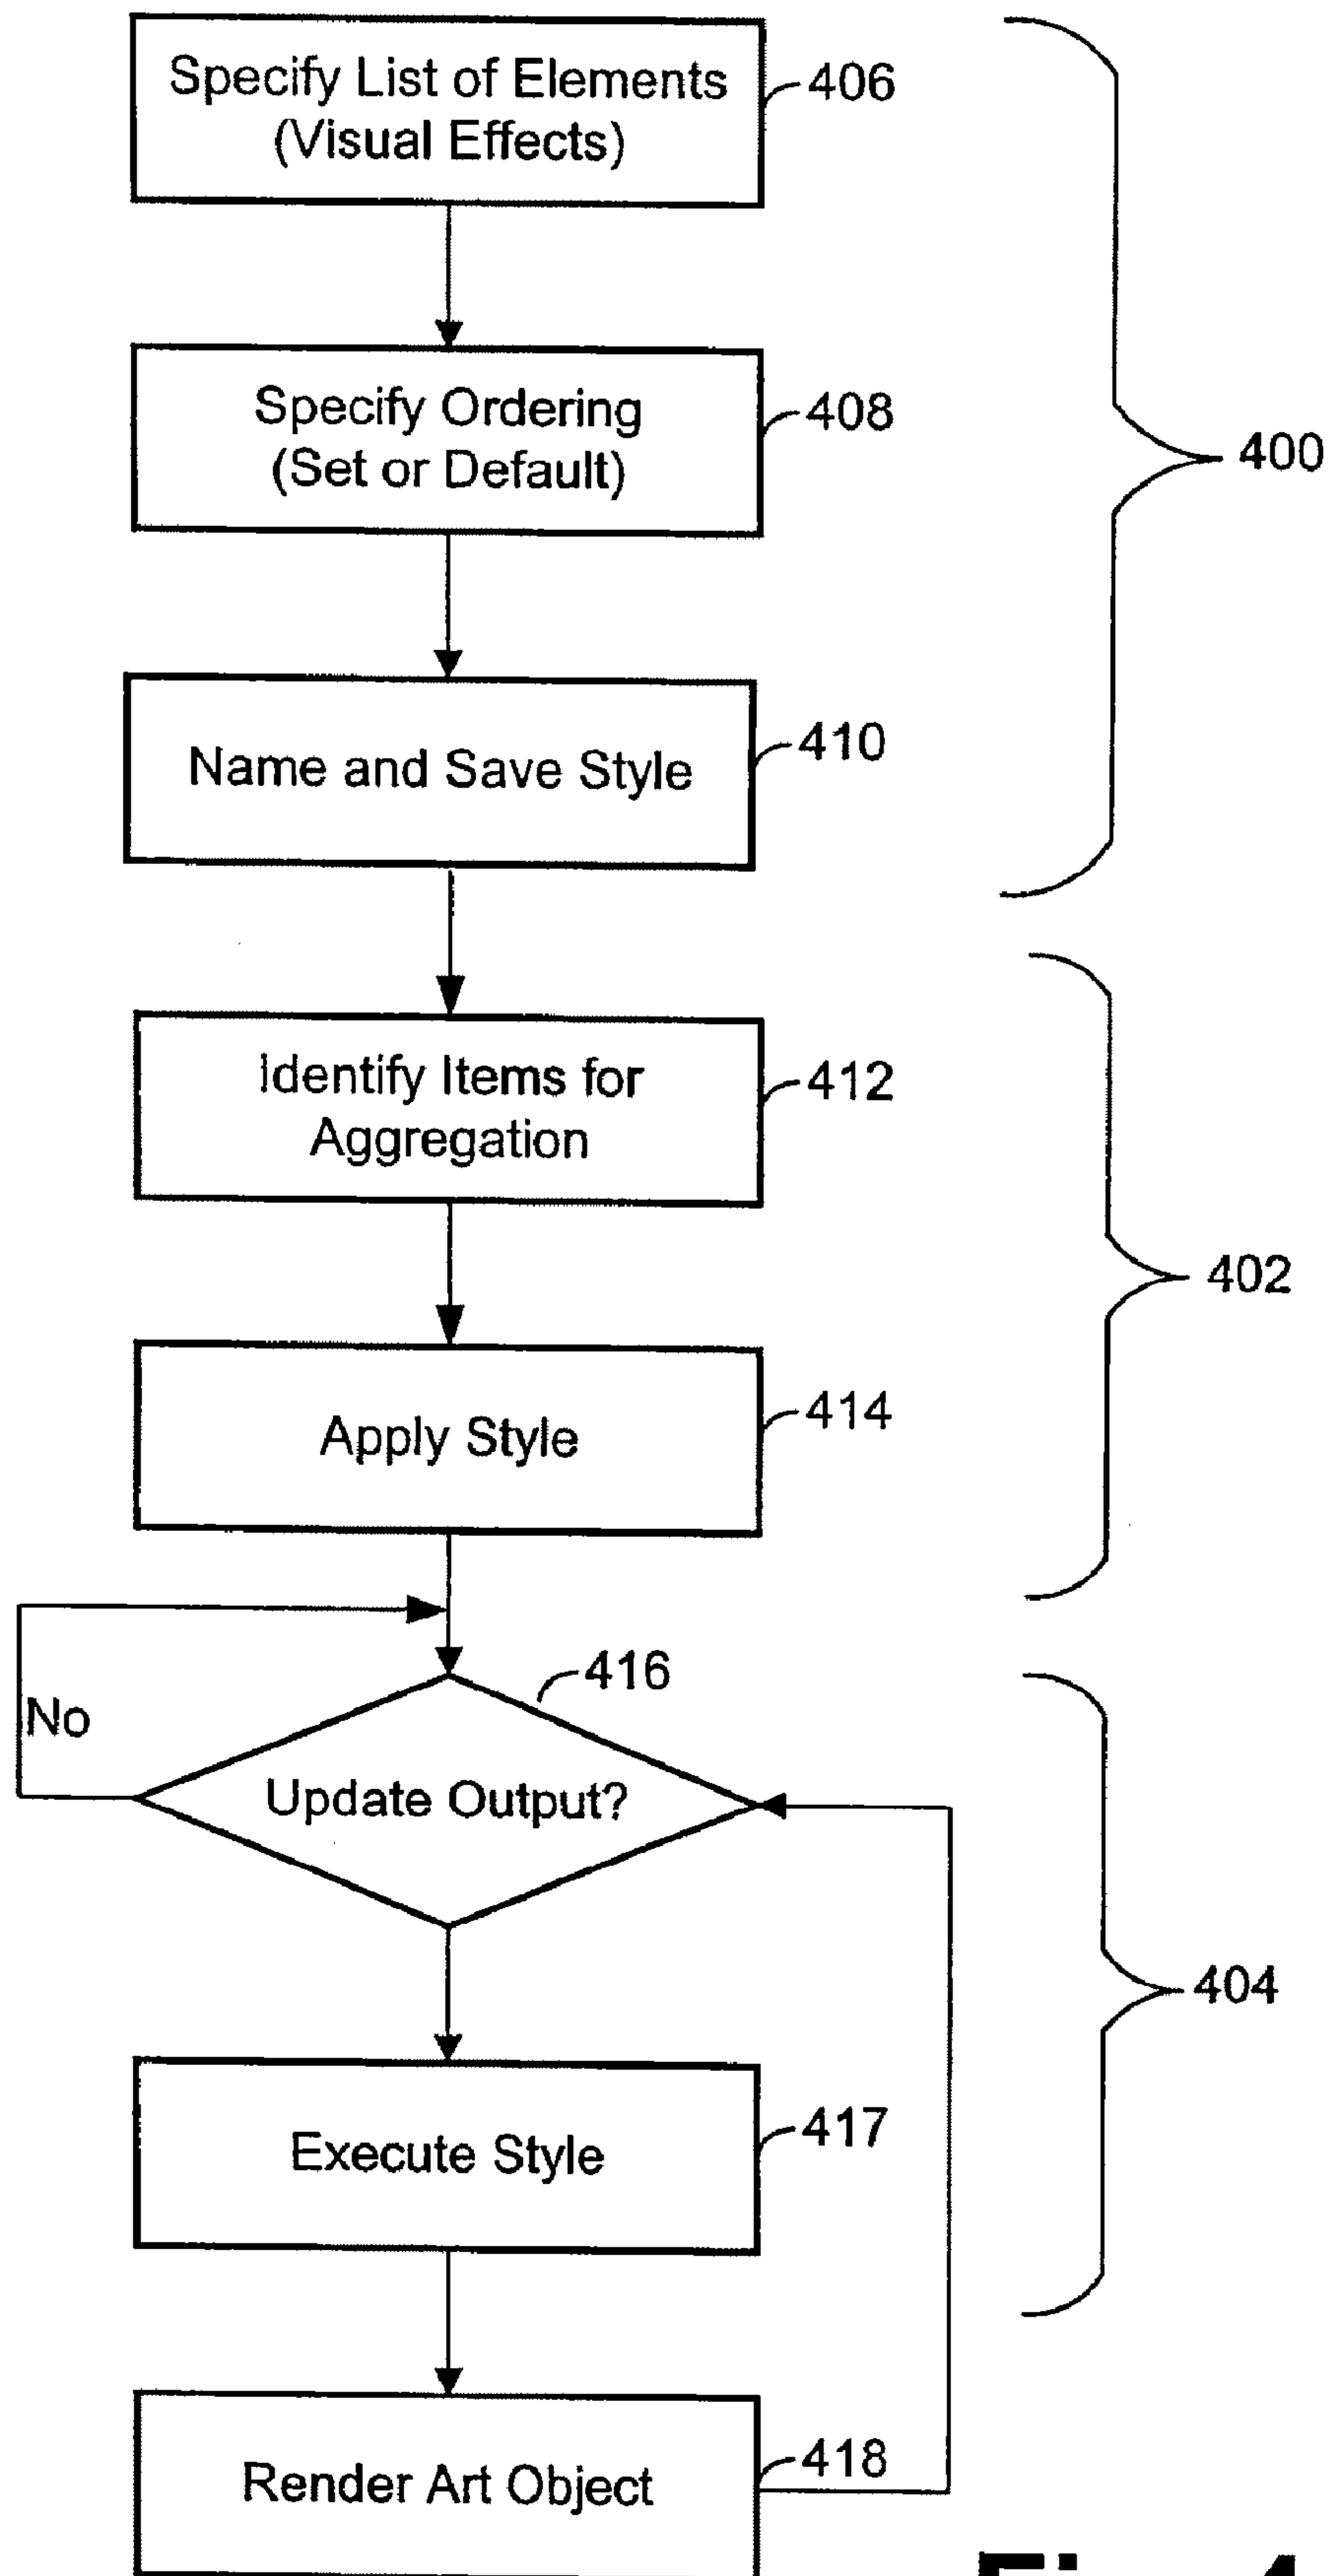 Specify List of Elements
(Visual Effects)
406
Specify Ordering
(Set or Default)
408
400
Name and Save Style
410
Identify Items for
Aggregation
412
402
Apply Style
414
416
No
Update Output?
404
Execute Style
417
Render Art Object
418